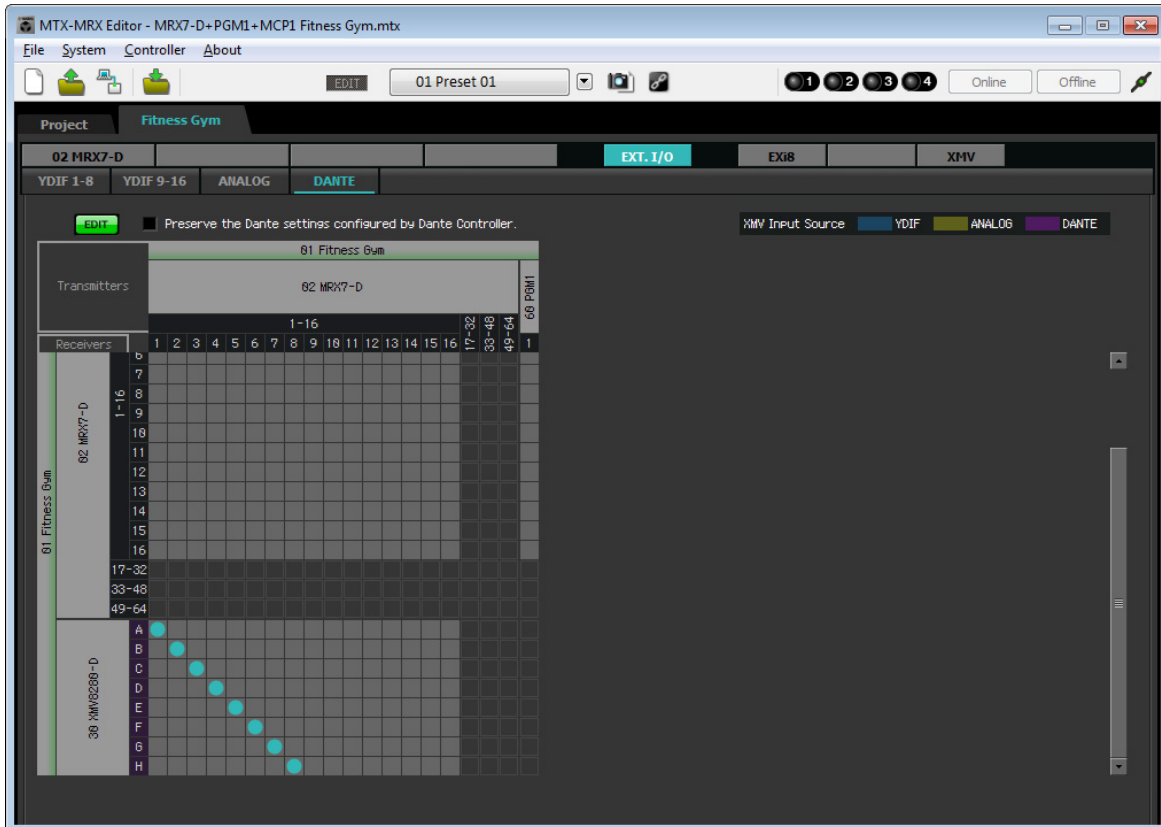 MTX-MRX Editor - MRX7-D+PGM1+MCP1 Fitness Gym.mtx
File System Controller About
EDIT 01 Preset 01 1 2 3 4 Online Offline
Project Fitness Gym
02 MRX7-D EXT. I/O EXi8 XMV
YDIF 1-8 YDIF 9-16 ANALOG DANTE
EDIT Preserve the Dante settings configured by Dante Controller. XMV Input Source YDIF ANALOG DANTE
01 Fitness Gym
Transmitters 02 MRX7-D 60 PGM1
1-16 17-32 33-48 49-64
Receivers 1 2 3 4 5 6 7 8 9 10 11 12 13 14 15 16 1
01 Fitness Gym
02 MRX7-D
1-16
6
7
8
9
10
11
12
13
14
15
16
17-32
33-48
49-64
30 XMV8280-D
A
B
C
D
E
F
G
H